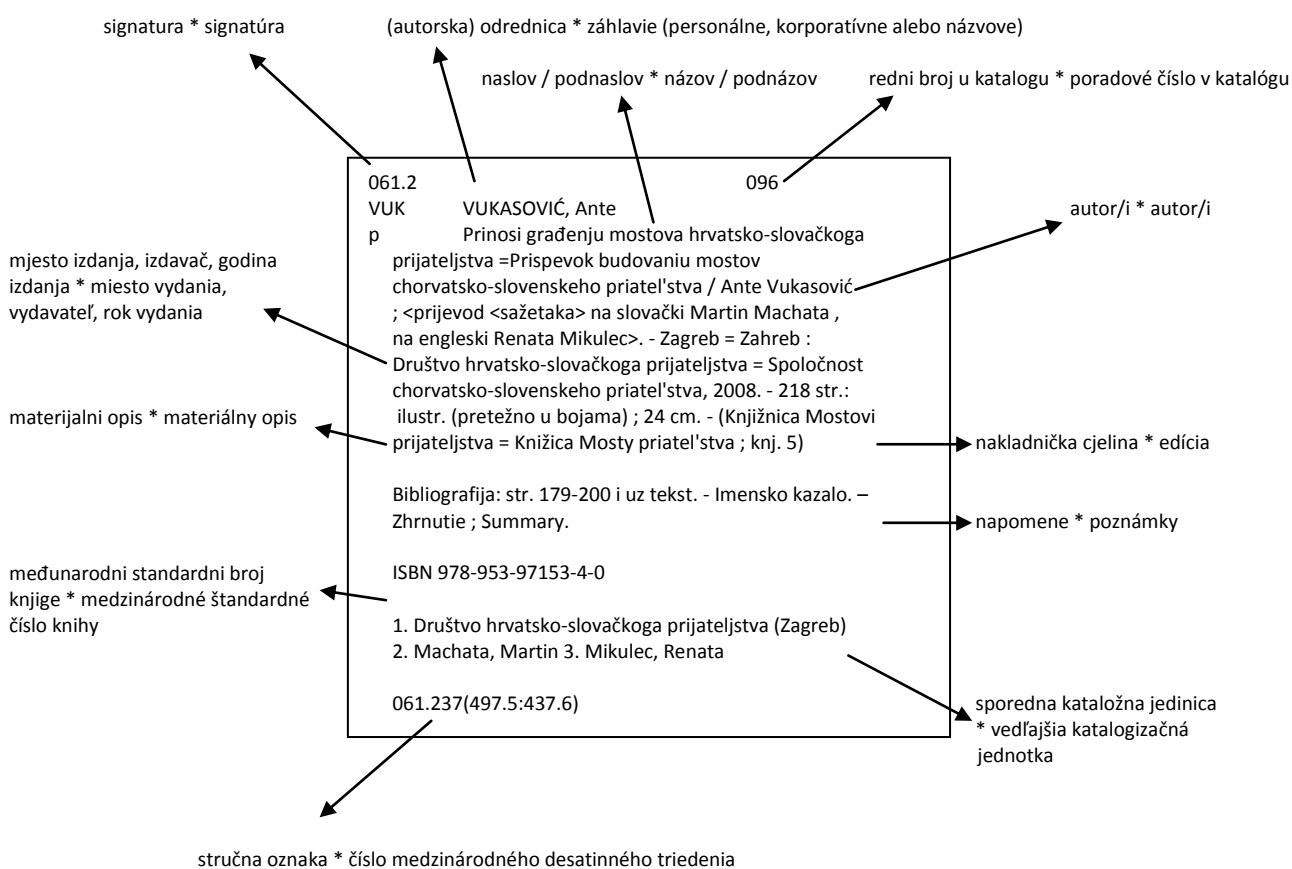 signatura * signatúra
(autorska) odrednica * záhlavie (personálne, korporatívne alebo názvove)
naslov / podnaslov * názov / podnázov
redni broj u katalogu * poradové číslo v katalógu
061.2
096
VUK
VUKASOVIĆ, Ante
autor/i * autor/i
p
Prinosi građenju mostova hrvatsko-slovačkoga
prijateljstva =Prispevok budovaniu mostov
chorvatsko-slovenskeho priatel'stva / Ante Vukasović
; <prijevod <sažetaka> na slovački Martin Machata ,
na engleski Renata Mikulec>. - Zagreb = Zahreb :
Društvo hrvatsko-slovačkoga prijateljstva = Spoločnost
chorvatsko-slovenskeho priatel'stva, 2008. - 218 str.:
ilustr. (pretežno u bojama) ; 24 cm. - (Knjižnica Mostovi
prijateljstva = Knižica Mosty priatel'stva ; knj. 5)
mjesto izdanja, izdavač, godina
izdanja * miesto vydania,
vydavateľ, rok vydania
materijalni opis * materiálny opis
nakladnička cjelina * edícia
Bibliografija: str. 179-200 i uz tekst. - Imensko kazalo. –
Zhrnutie ; Summary.
napomene * poznámky
ISBN 978-953-97153-4-0
međunarodni standardni broj
knjige * medzinárodné štandardné
číslo knihy
1. Društvo hrvatsko-slovačkoga prijateljstva (Zagreb)
2. Machata, Martin 3. Mikulec, Renata
061.237(497.5:437.6)
sporedna kataložna jedinica
* vedľajšia katalogizačná
jednotka
stručna oznaka * číslo medzinárodného desatinného triedenia